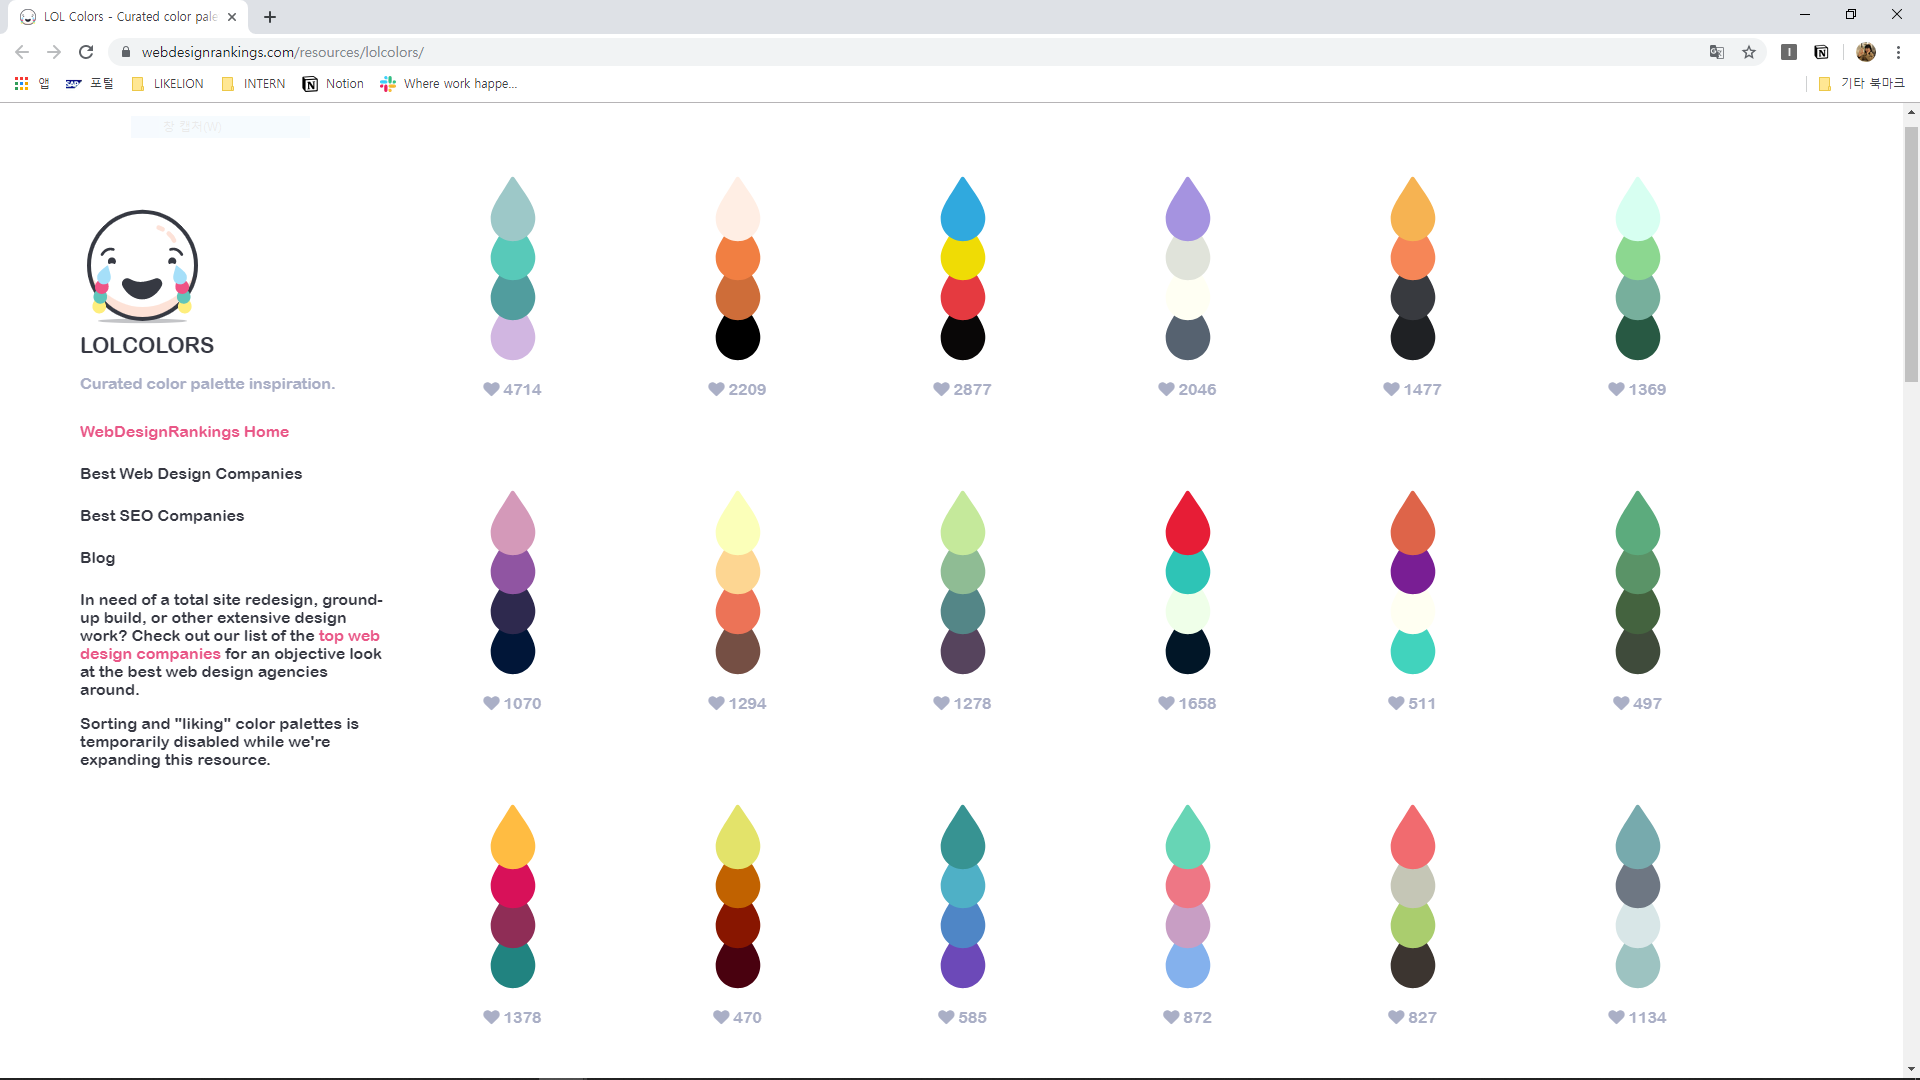 LOL Colors - Curated color pale
webdesignrankings.com/resources/lolcolors/
앱
SAP 포털
LIKELION
INTERN
Notion
Where work happe...
기타 북마크
창 캡처(W)
LOLCOLORS
Curated color palette inspiration.
WebDesignRankings Home
Best Web Design Companies
Best SEO Companies
Blog
In need of a total site redesign, ground-
up build, or other extensive design
work? Check out our list of the top web
design companies for an objective look
at the best web design agencies
around.
Sorting and "liking" color palettes is
temporarily disabled while we're
expanding this resource.
4714
2209
2877
2046
1477
1369
1070
1294
1278
1658
511
497
1378
470
585
872
827
1134